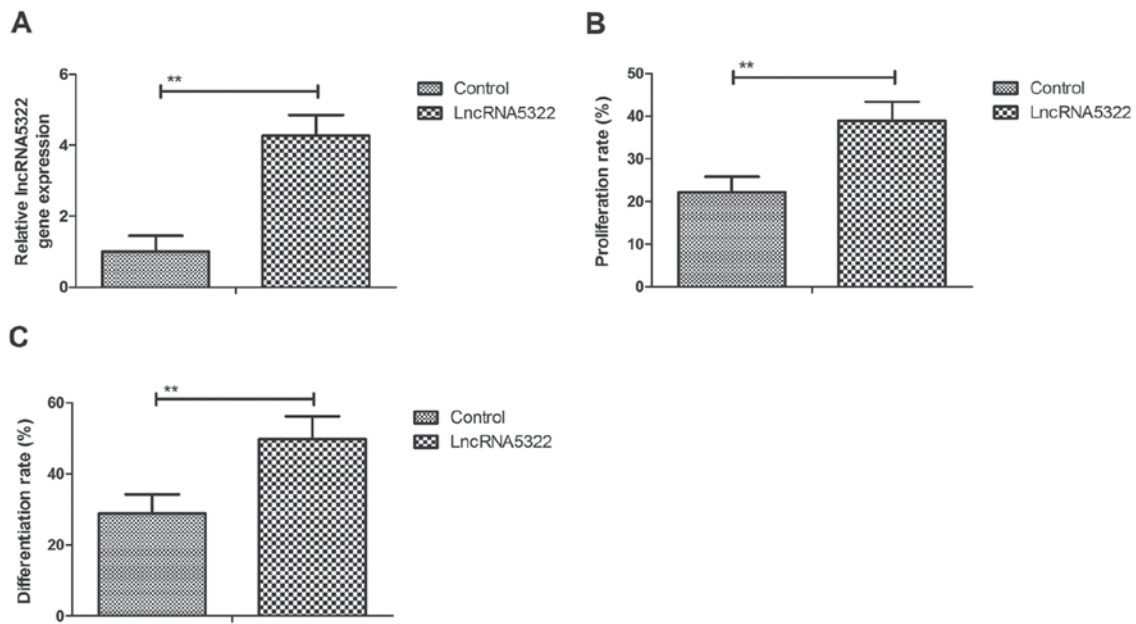 A
Relative lncRNA5322
gene expression
6
4
2
0
**
Control
LncRNA5322
B
Proliferation rate (%)
50
40
30
20
10
0
**
Control
LncRNA5322
C
Differentiation rate (%)
60
40
20
0
**
Control
LncRNA5322